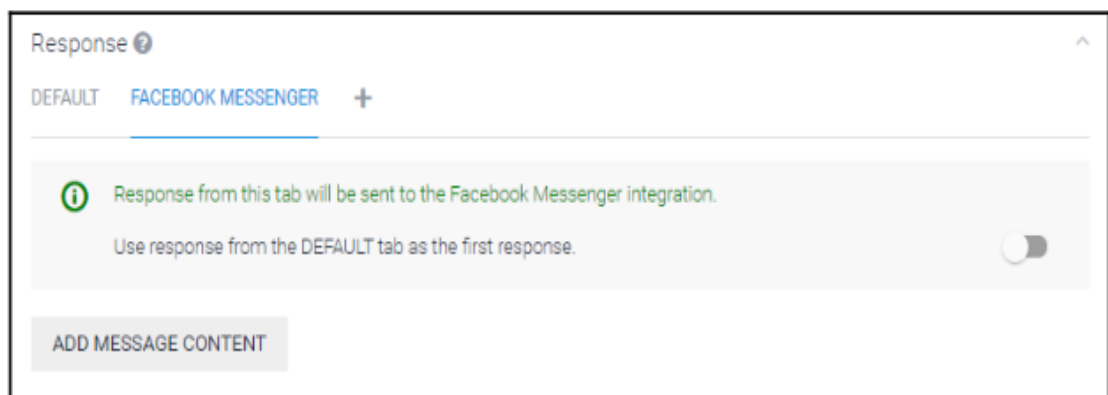 Response ?
DEFAULT FACEBOOK MESSENGER +
Response from this tab will be sent to the Facebook Messenger integration.
Use response from the DEFAULT tab as the first response.
ADD MESSAGE CONTENT